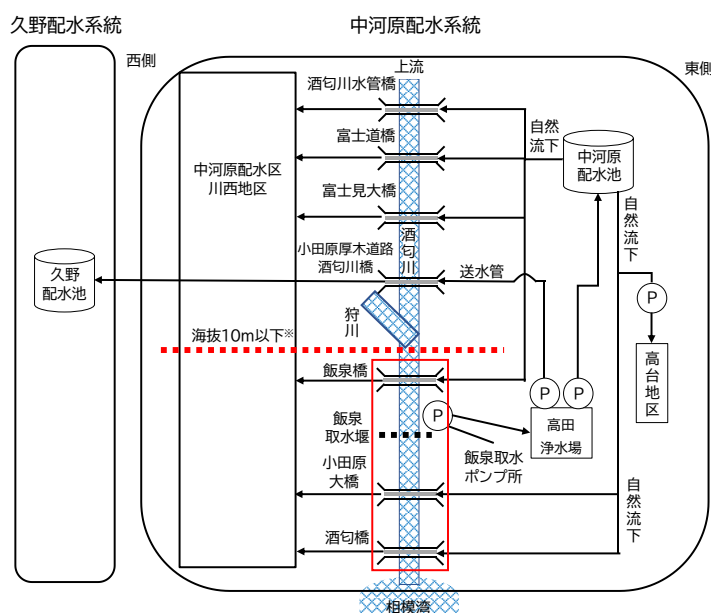 久野配水系統
中河原配水系統
西側
東側
上流
酒匂川水管橋
富士道橋
富士見大橋
小田原厚木道路
酒匂川橋
中河原配水区
川西地区
自然
流下
中河原
配水池
自然流下
酒匂川
送水管
久野
配水池
狩川
海抜10m以下※
P
高台地区
飯泉橋
P
P
P
高田
浄水場
飯泉
取水堰
飯泉取水
ポンプ所
小田原
大橋
自然流下
酒匂橋
相模湾